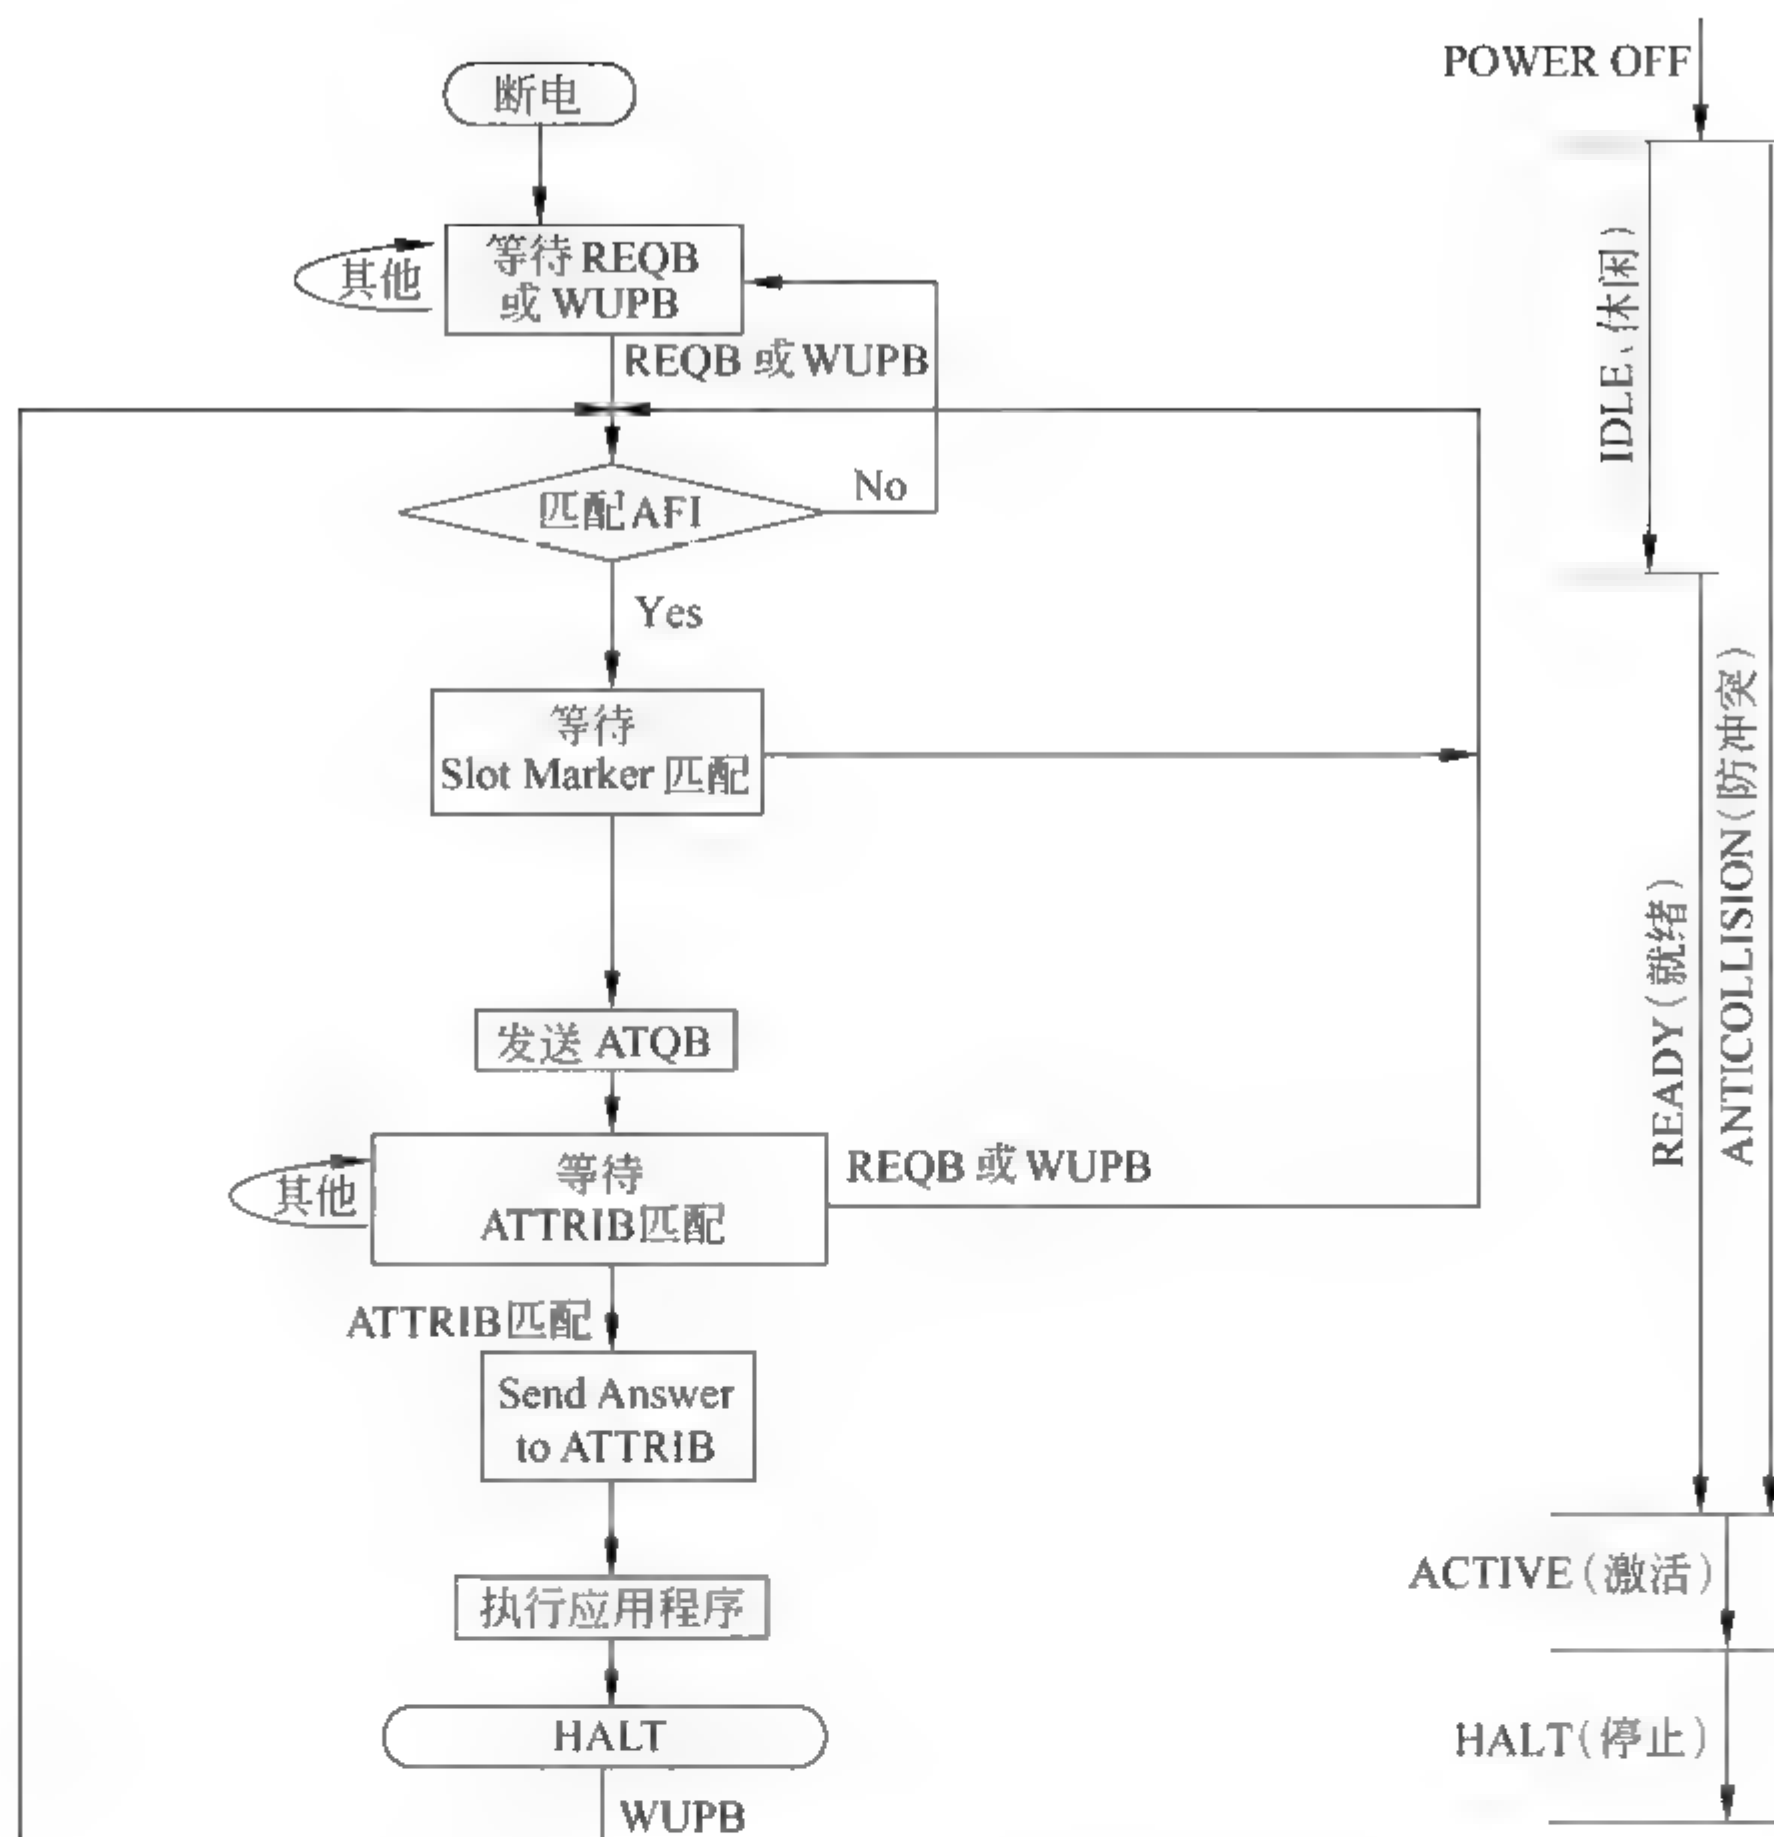 断电
等待 REQB
或 WUPB
其他
REQB 或 WUPB
匹配AFI
No
Yes
等待
Slot Marker 匹配
发送 ATQB
等待
ATTRIB匹配
其他
REQB 或 WUPB
ATTRIB匹配
Send Answer
to ATTRIB
执行应用程序
HALT
WUPB
POWER OFF
IDLE(休闲)
READY(就绪)
ANTICOLLISION(防冲突)
ACTIVE(激活)
HALT(停止)